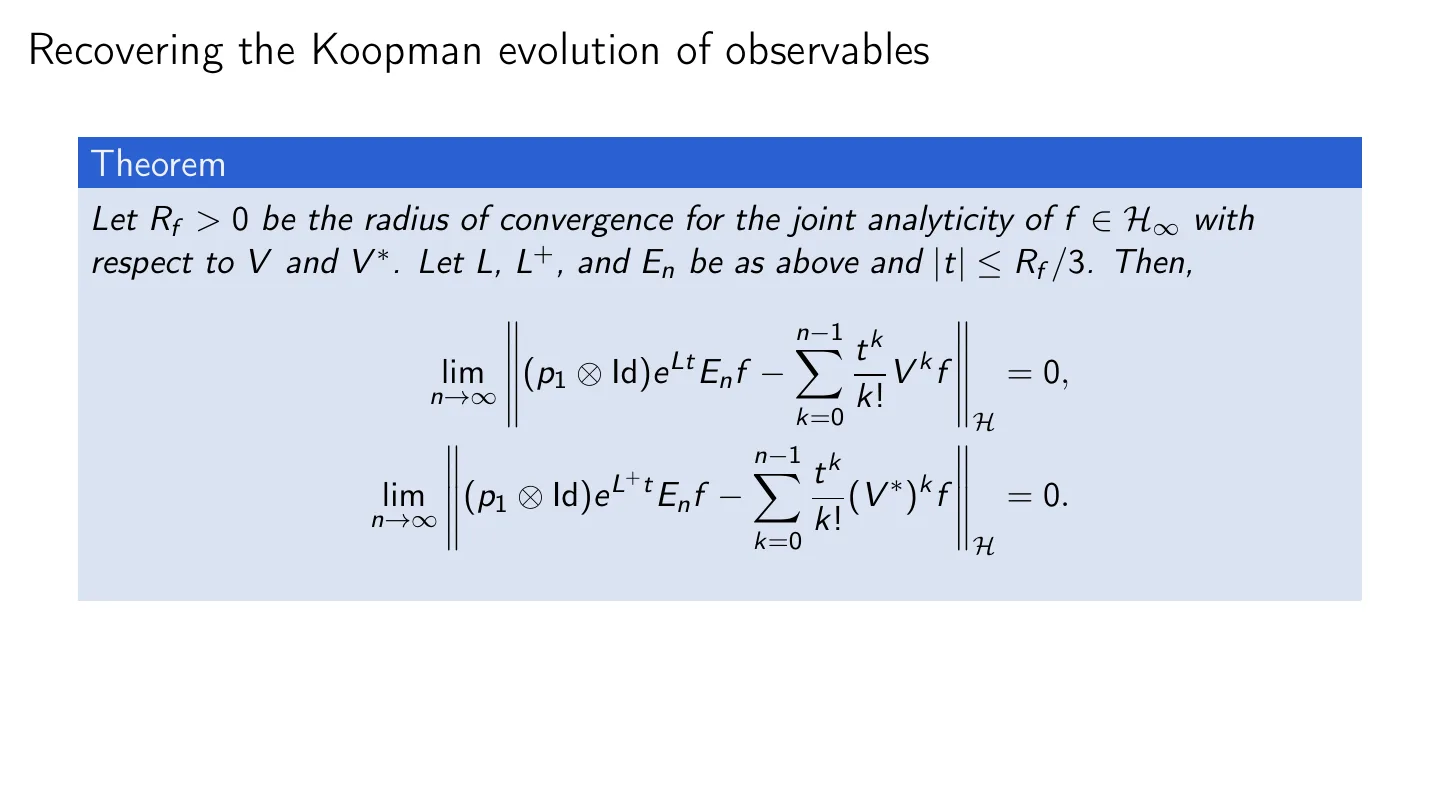 Recovering the Koopman evolution of observables
Theorem
Let R_f > 0 be the radius of convergence for the joint analyticity of f ∈ ℋ_∞ with
respect to V and V*. Let L, L⁺, and E_n be as above and |t| ≤ R_f/3. Then,
lim_{n→∞} ‖(p_1 ⊗ Id)e^{Lt}E_n f − ∑_{k=0}^{n−1} \frac{t^k}{k!} V^k f‖_ℋ = 0,
lim_{n→∞} ‖(p_1 ⊗ Id)e^{L⁺t}E_n f − ∑_{k=0}^{n−1} \frac{t^k}{k!} (V*)^k f‖_ℋ = 0.